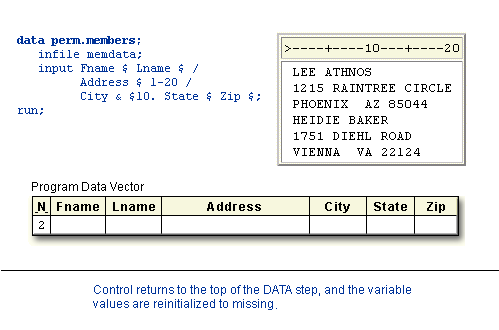 data perm.members;
infile memdata;
input Fname $ Lname $ /
Address $ 1-20 /
City & $10. State $ Zip $;
run;
>----+----10---+----20
LEE ATHNOS
1215 RAINTREE CIRCLE
PHOENIX  AZ 85044
HEIDIE BAKER
1751 DIEHL ROAD
VIENNA  VA 22124
Program Data Vector
_N_ Fname Lname Address City State Zip
2
Control returns to the top of the DATA step, and the variable
values are reinitialized to missing.